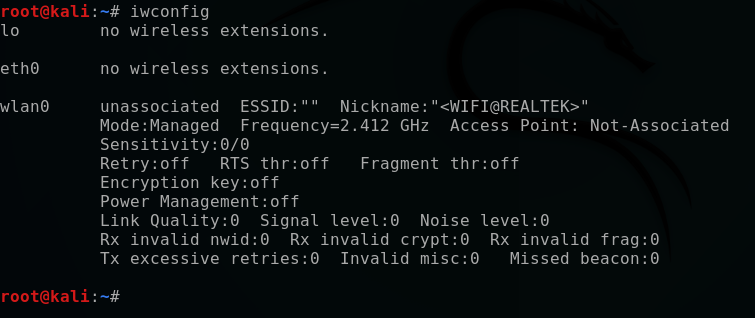 root@kali:~# iwconfig
lo        no wireless extensions.
eth0      no wireless extensions.
wlan0     unassociated  ESSID:""  Nickname:"<WIFI@REALTEK>"
          Mode:Managed  Frequency=2.412 GHz  Access Point: Not-Associated
          Sensitivity:0/0
          Retry:off   RTS thr:off   Fragment thr:off
          Encryption key:off
          Power Management:off
          Link Quality:0  Signal level:0  Noise level:0
          Rx invalid nwid:0  Rx invalid crypt:0  Rx invalid frag:0
          Tx excessive retries:0  Invalid misc:0   Missed beacon:0
root@kali:~#